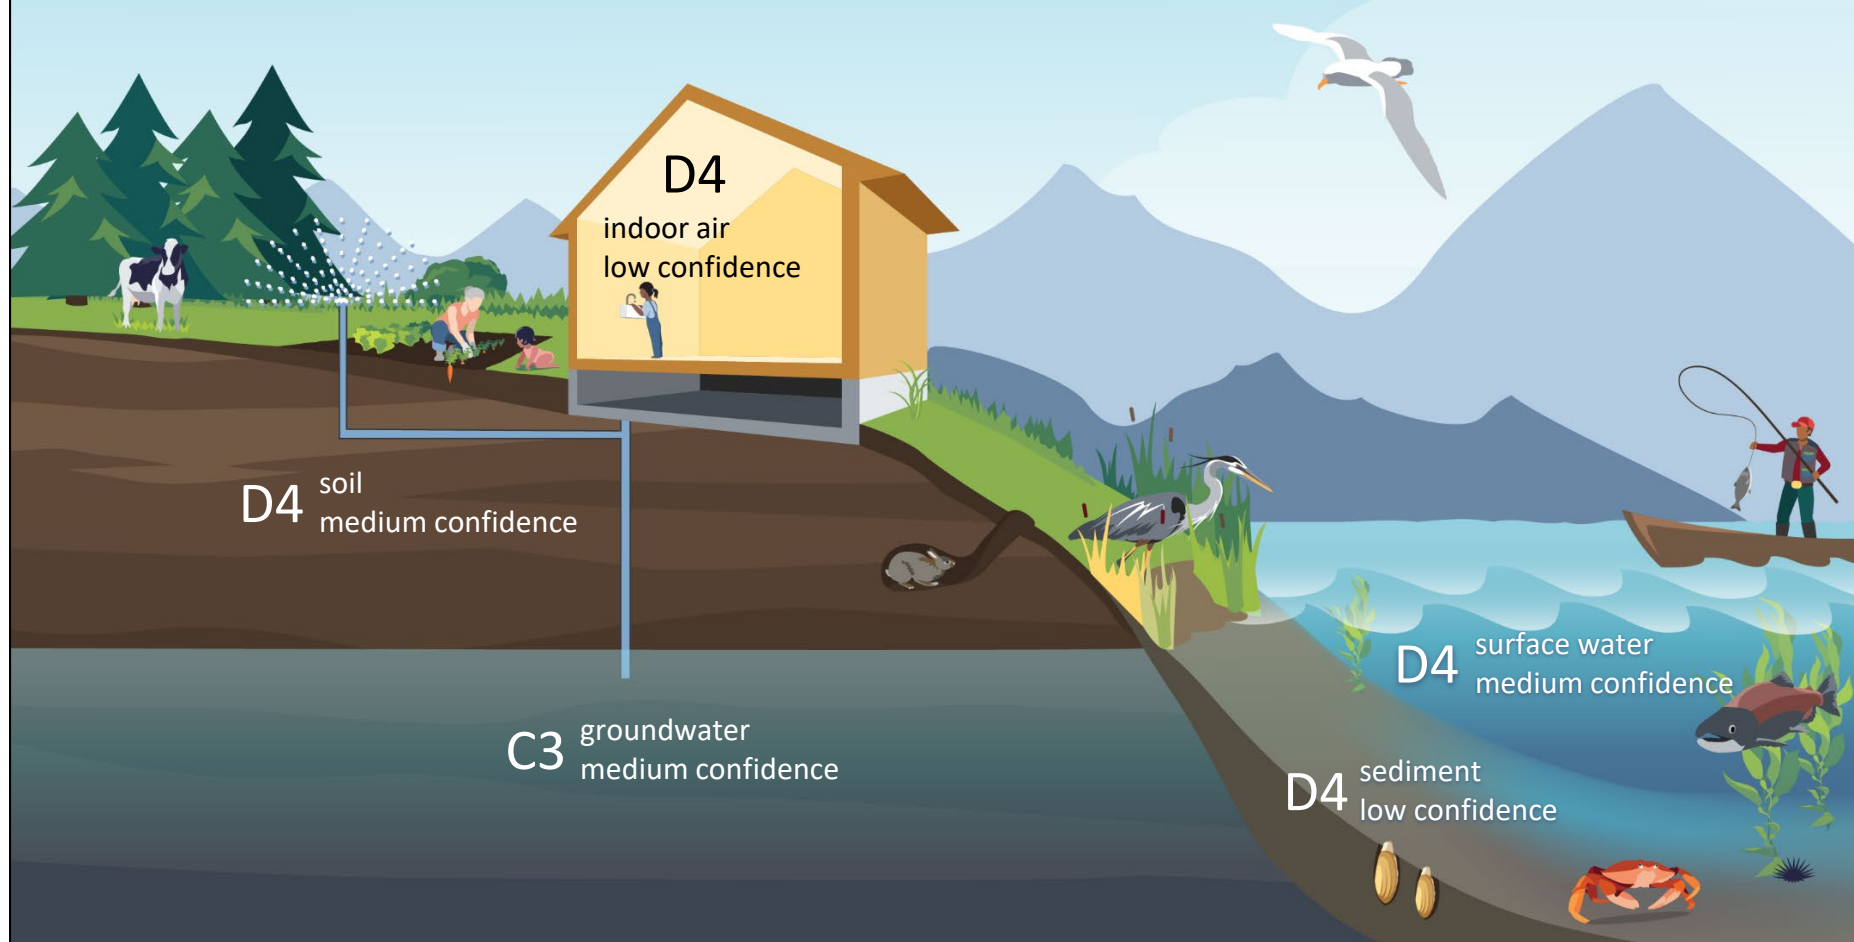 D4
indoor air
low confidence
D4
soil
medium confidence
D4
surface water
medium confidence
C3
groundwater
medium confidence
D4
sediment
low confidence